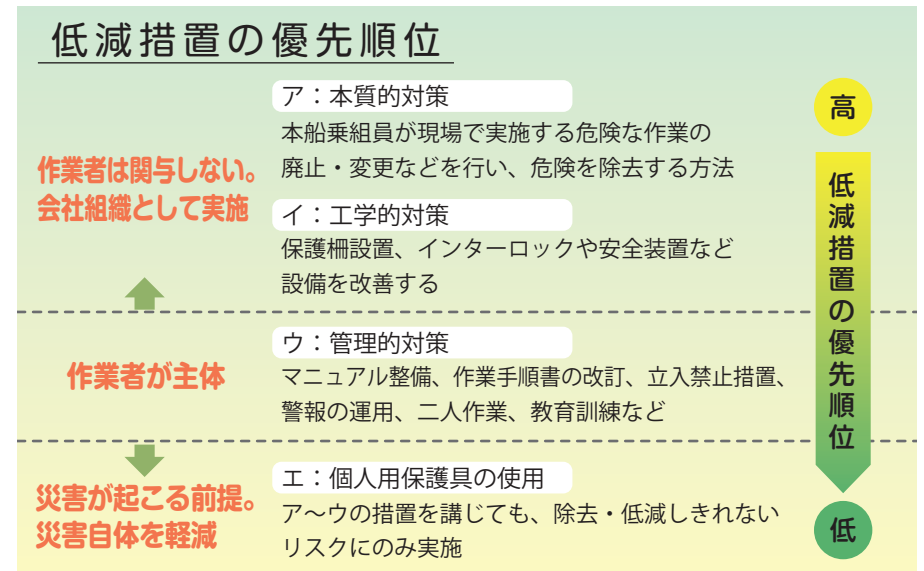 低減措置の優先順位
作業者は関与しない。
会社組織として実施
ア：本質的対策
本船乗組員が現場で実施する危険な作業の
廃止・変更などを行い、危険を除去する方法
イ：工学的対策
保護柵設置、インターロックや安全装置など
設備を改善する
作業者が主体
ウ：管理的対策
マニュアル整備、作業手順書の改訂、立入禁止措置、
警報の運用、二人作業、教育訓練など
災害が起こる前提。
災害自体を軽減
エ：個人用保護具の使用
ア〜ウの措置を講じても、除去・低減しきれない
リスクにのみ実施
高
低減措置の優先順位
低